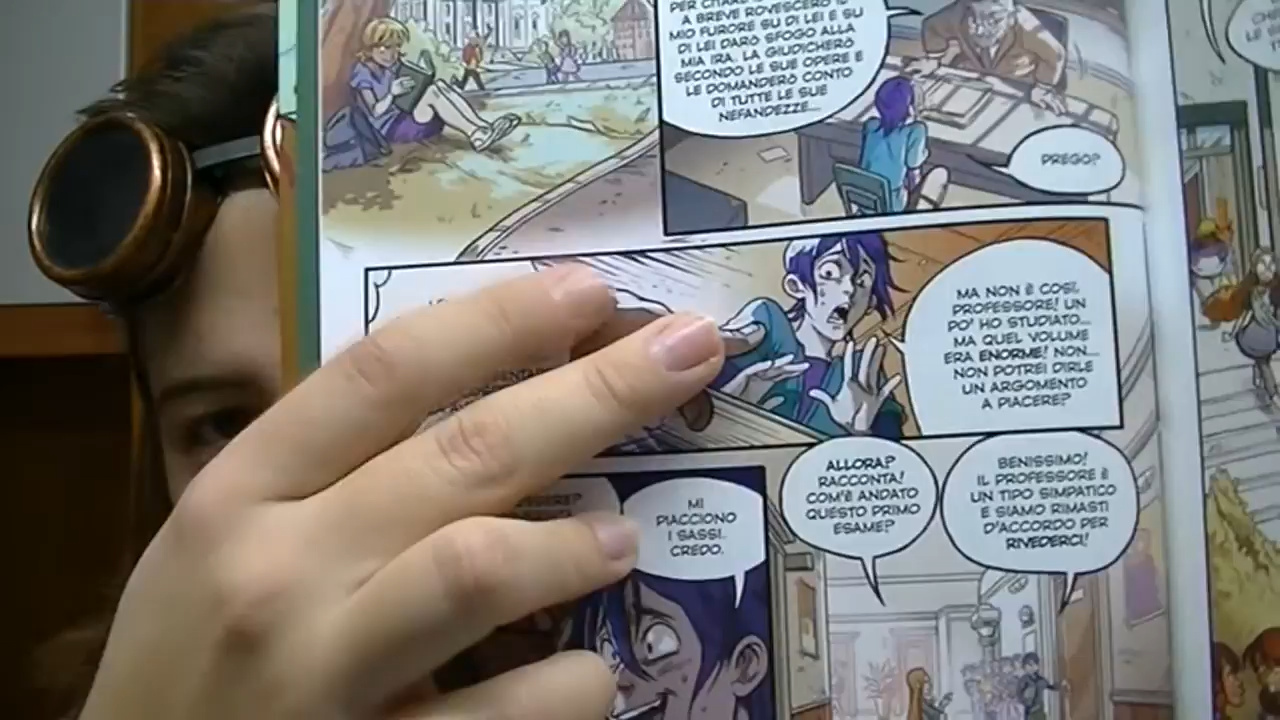 PER CITARE
A BREVE ROVESCERÒ IL
MIO FURORE SU DI LEI E SU
DI LEI DARÒ SFOGO ALLA
MIA IRA. LA GIUDICHERÒ
SECONDO LE SUE OPERE E
LE DOMANDERÒ CONTO
DI TUTTE LE SUE
NEFANDEZZE...
PREGO?
MA NON È COSÌ,
PROFESSORE! UN
PO' HO STUDIATO...
MA QUEL VOLUME
ERA ENORME! NON...
NON POTREI DIRLE
UN ARGOMENTO
A PIACERE?
MI
PIACCIONO
I SASSI.
CREDO.
ALLORA?
RACCONTA!
COM'È ANDATO
QUESTO PRIMO
ESAME?
BENISSIMO!
IL PROFESSORE È
UN TIPO SIMPATICO
E SIAMO RIMASTI
D'ACCORDO PER
RIVEDERCI!